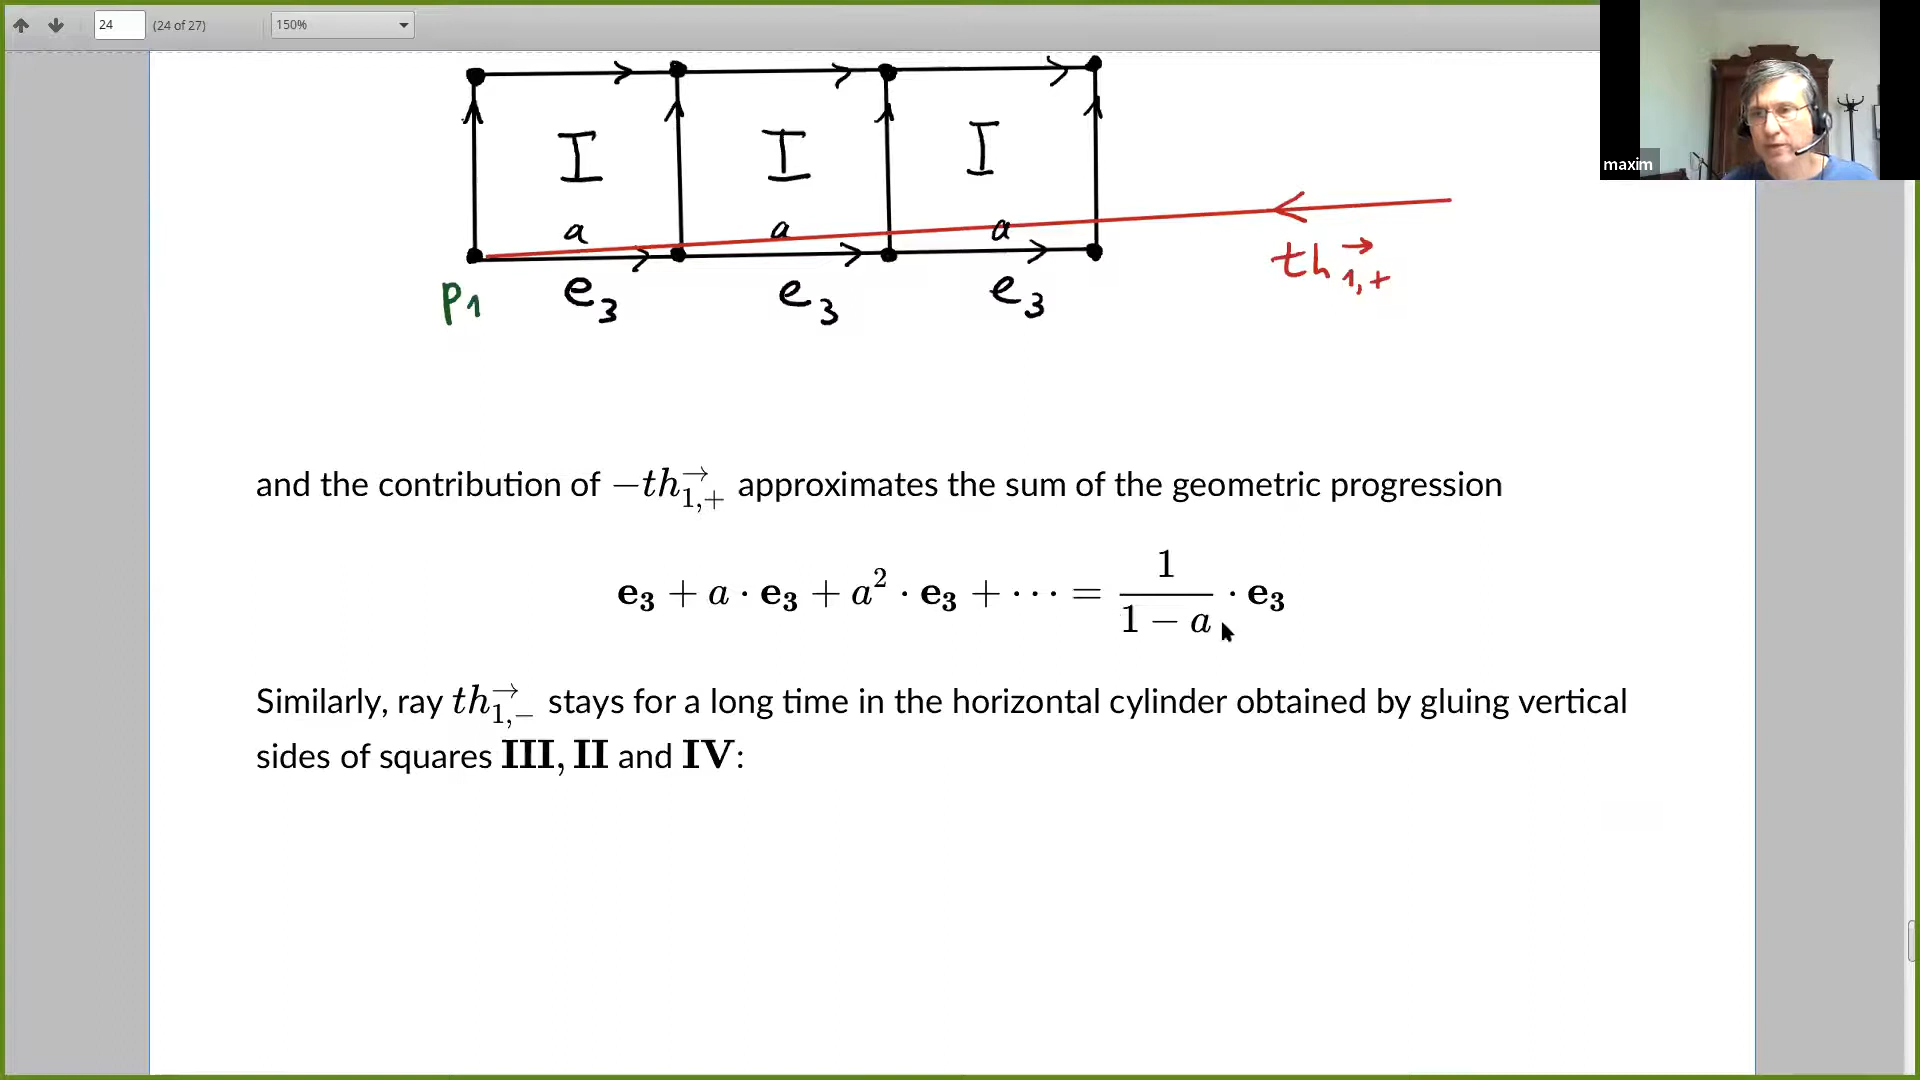 24 (24 of 27) 150%
maxim
I I I
a a a
th→1,+
p1 e3 e3 e3
and the contribution of −th→1,+ approximates the sum of the geometric progression
e3 + a · e3 + a² · e3 + ··· = 1/(1 − a) · e3
Similarly, ray th→1,− stays for a long time in the horizontal cylinder obtained by gluing vertical
sides of squares III, II and IV: